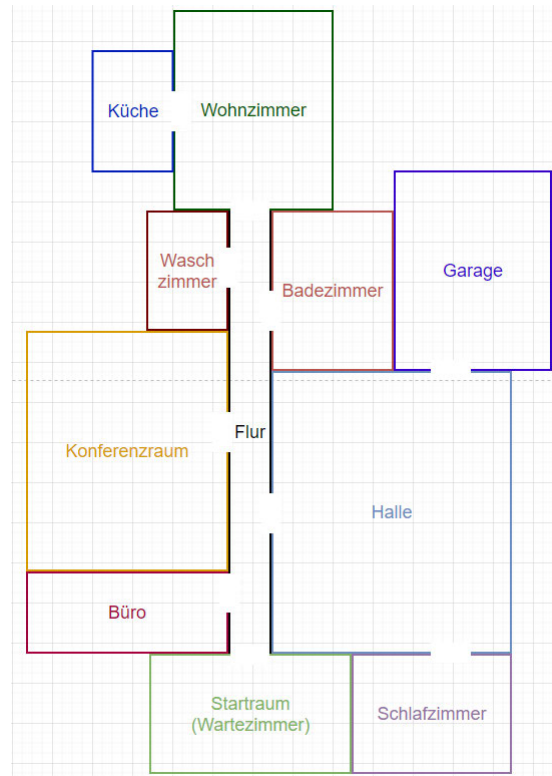 Küche
Wohnzimmer
Wasch
zimmer
Badezimmer
Garage
Flur
Konferenzraum
Halle
Büro
Startraum
(Wartezimmer)
Schlafzimmer